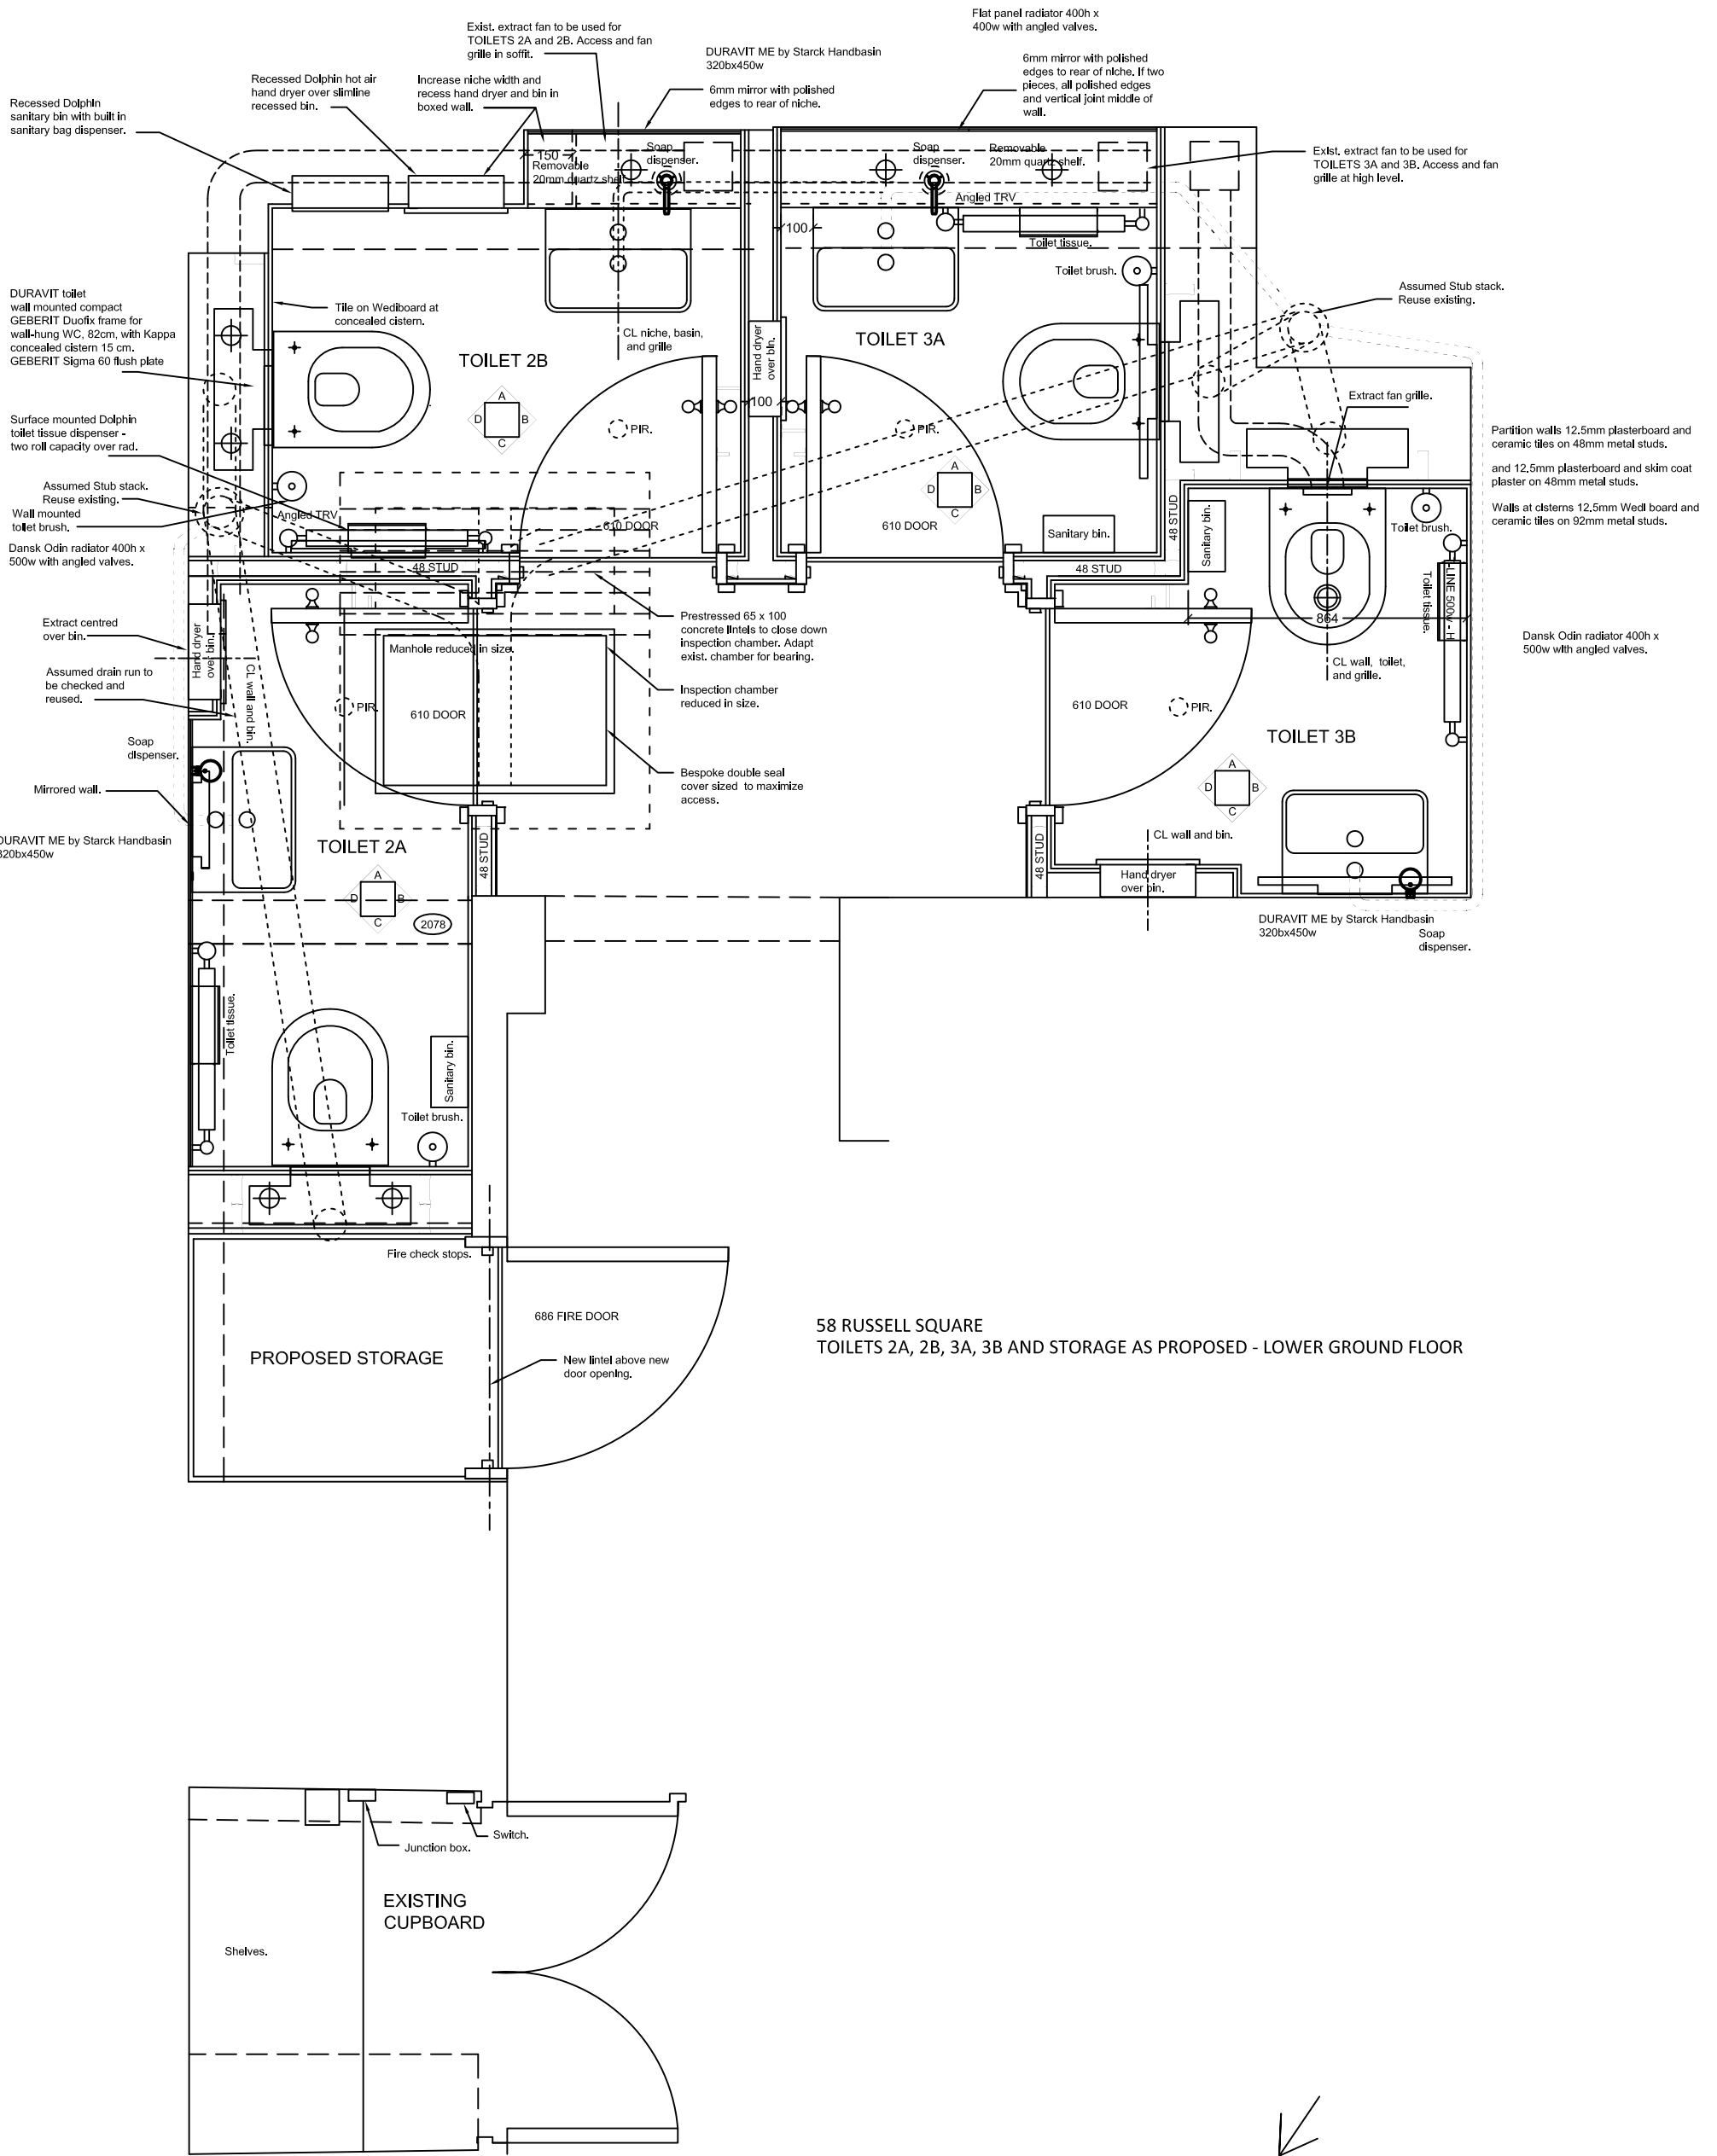 Flat panel radiator 400h x
400w with angled valves.
Exist. extract fan to be used for
TOILETS 2A and 2B. Access and fan
grille in soffit.
DURAVIT ME by Starck Handbasin
320bx450w
6mm mirror with polished
edges to rear of niche. If two
pieces, all polished edges
and vertical joint middle of
wall.
Recessed Dolphin hot air
hand dryer over slimline
recessed bin.
Increase niche width and
recess hand dryer and bin in
boxed wall.
6mm mirror with polished
edges to rear of niche.
Recessed Dolphin
sanitary bin with built in
sanitary bag dispenser.
150
Removable
20mm quartz shelf.
Soap
dispenser.
Soap
dispenser.
Removable
20mm quartz shelf.
Exist. extract fan to be used for
TOILETS 3A and 3B. Access and fan
grille at high level.
Angled TRV
100
Toilet tissue.
Toilet brush.
DURAVIT toilet
wall mounted compact
GEBERIT Duofix frame for
wall-hung WC, 82cm, with Kappa
concealed cistern 15 cm.
GEBERIT Sigma 60 flush plate
Tile on Wediboard at
concealed cistern.
CL niche, basin,
and grille
TOILET 2B
Hand dryer
over bin.
TOILET 3A
Assumed Stub stack.
Reuse existing.
A
D
B
C
100
PIR.
PIR.
Extract fan grille.
Surface mounted Dolphin
toilet tissue dispenser -
two roll capacity over rad.
Partition walls 12.5mm plasterboard and
ceramic tiles on 48mm metal studs.
and 12.5mm plasterboard and skim coat
plaster on 48mm metal studs.
Walls at cisterns 12.5mm Wedi board and
ceramic tiles on 92mm metal studs.
Assumed Stub stack.
Reuse existing.
Wall mounted
toilet brush.
Angled TRV
610 DOOR
610 DOOR
A
D
B
C
Sanitary bin.
48 STUD
Sanitary bin.
Toilet brush.
Dansk Odin radiator 400h x
500w with angled valves.
48 STUD
48 STUD
Toilet tissue.
-LINE 500w - H
864
Extract centred
over bin.
Hand dryer
over bin.
Manhole reduced in size.
Prestressed 65 x 100
concrete lintels to close down
inspection chamber. Adapt
exist. chamber for bearing.
Dansk Odin radiator 400h x
500w with angled valves.
Assumed drain run to
be checked and
reused.
CL wall and bin.
PIR.
610 DOOR
Inspection chamber
reduced in size.
610 DOOR
PIR.
CL wall, toilet,
and grille.
TOILET 3B
Soap
dispenser.
Mirrored wall.
Bespoke double seal
cover sized to maximize
access.
A
D
B
C
DURAVIT ME by Starck Handbasin
320bx450w
TOILET 2A
48 STUD
48 STUD
CL wall and bin.
Hand dryer
over bin.
A
D
B
C
2078
DURAVIT ME by Starck Handbasin
320bx450w
Soap
dispenser.
Toilet tissue.
Sanitary bin.
Toilet brush.
Fire check stops.
686 FIRE DOOR
PROPOSED STORAGE
New lintel above new
door opening.
58 RUSSELL SQUARE
TOILETS 2A, 2B, 3A, 3B AND STORAGE AS PROPOSED - LOWER GROUND FLOOR
Junction box.
Switch.
EXISTING
CUPBOARD
Shelves.